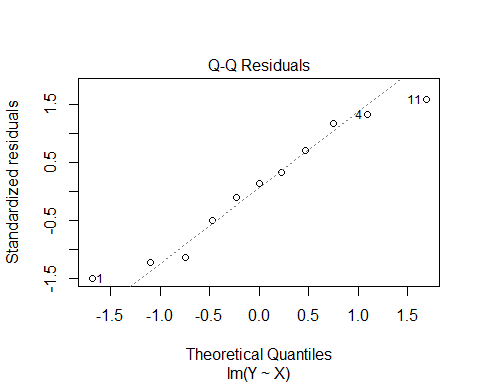 Q-Q Residuals
Standardized residuals
1.5
0.5
-0.5
-1.5
1
4
11
-1.5 -1.0 -0.5 0.0 0.5 1.0 1.5
Theoretical Quantiles
lm(Y ~ X)